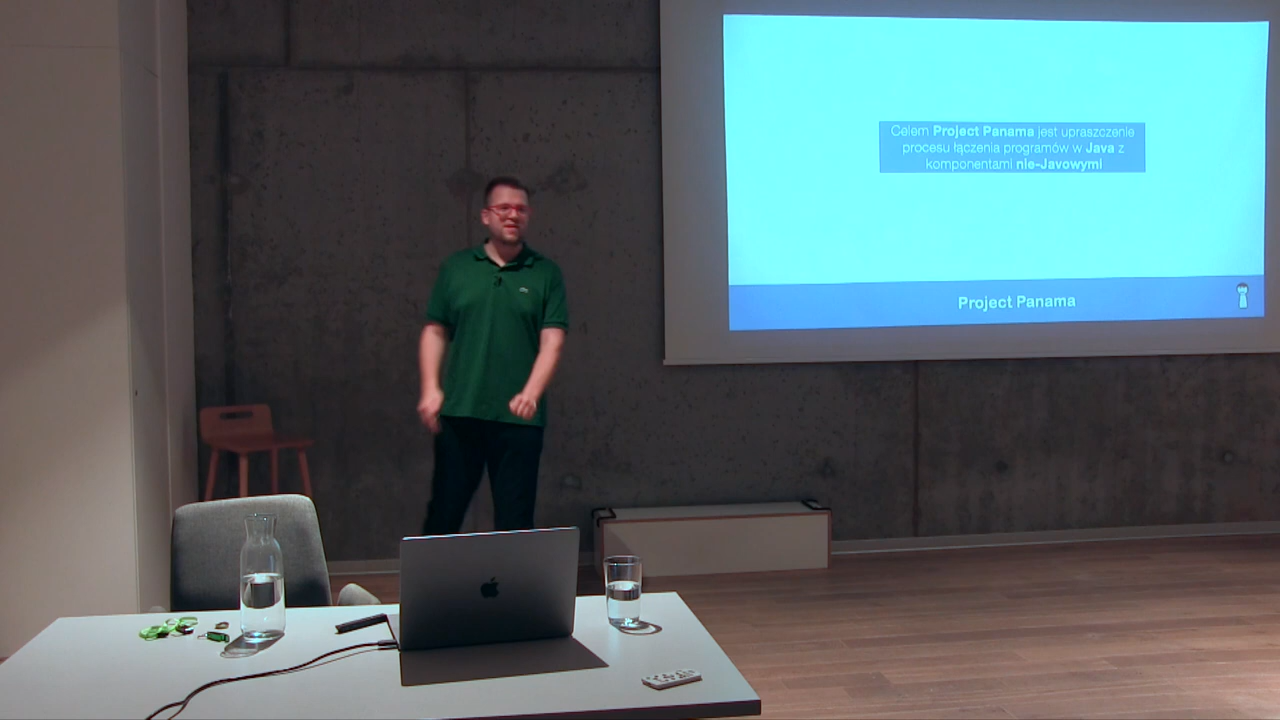 Celem Project Panama jest upraszczenie
procesu łączenia programów w Java z
komponentami nie-Javowymi
Project Panama